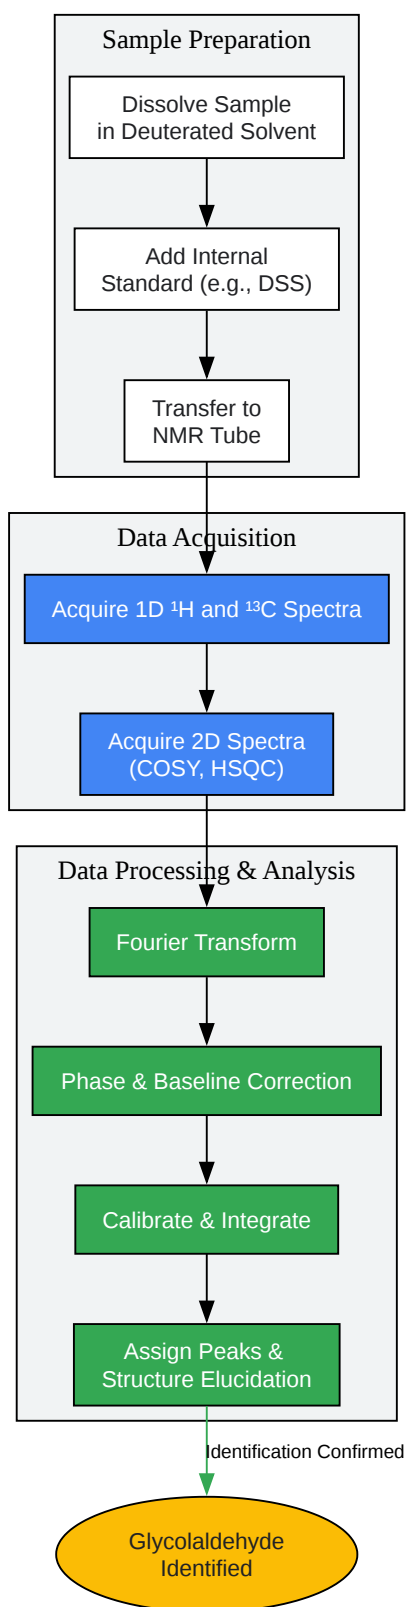 Sample Preparation
Dissolve Sample
in Deuterated Solvent
Add Internal
Standard (e.g., DSS)
Transfer to
NMR Tube
Data Acquisition
Acquire 1D ¹H and ¹³C Spectra
Acquire 2D Spectra
(COSY, HSQC)
Data Processing & Analysis
Fourier Transform
Phase & Baseline Correction
Calibrate & Integrate
Assign Peaks &
Structure Elucidation
Identification Confirmed
Glycolaldehyde
Identified